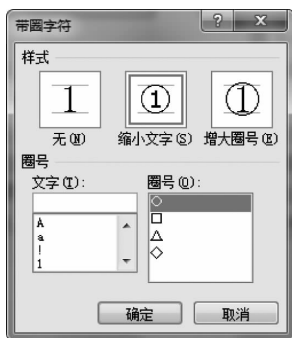 带圈字符
样式
1 ① ①
无(N) 缩小文字(S) 增大圈号(E)
圈号
文字(T): 圈号(O):
A
a
!
1
○
□
△
◇
确定 取消